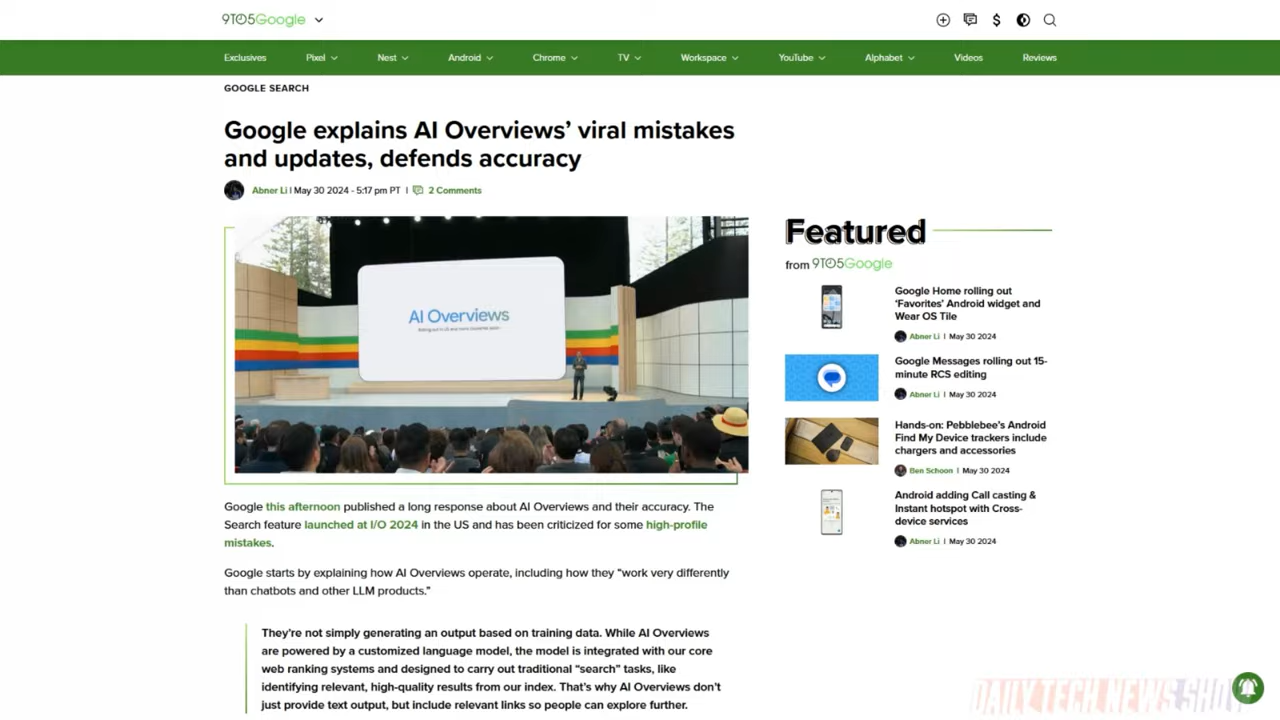 9TO5Google
Exclusives Pixel Nest Android Chrome TV Workspace YouTube Alphabet Videos Reviews
GOOGLE SEARCH
Google explains AI Overviews’ viral mistakes
and updates, defends accuracy
Abner Li | May 30 2024 - 5:17 pm PT | 2 Comments
AI Overviews
Featured
from 9TO5Google
Google Home rolling out
‘Favorites’ Android widget and
Wear OS Tile
Abner Li | May 30 2024
Google Messages rolling out 15-
minute RCS editing
Abner Li | May 30 2024
Hands-on: Pebblebee’s Android
Find My Device trackers include
chargers and accessories
Ben Schoon | May 30 2024
Android adding Call casting &
Instant hotspot with Cross-
device services
Abner Li | May 30 2024
Google this afternoon published a long response about AI Overviews and their accuracy. The
Search feature launched at I/O 2024 in the US and has been criticized for some high-profile
mistakes.
Google starts by explaining how AI Overviews operate, including how they “work very differently
than chatbots and other LLM products.”
They’re not simply generating an output based on training data. While AI Overviews
are powered by a customized language model, the model is integrated with our core
web ranking systems and designed to carry out traditional “search” tasks, like
identifying relevant, high-quality results from our index. That’s why AI Overviews don’t
just provide text output, but include relevant links so people can explore further.
DAILY TECH NEWS SHOW